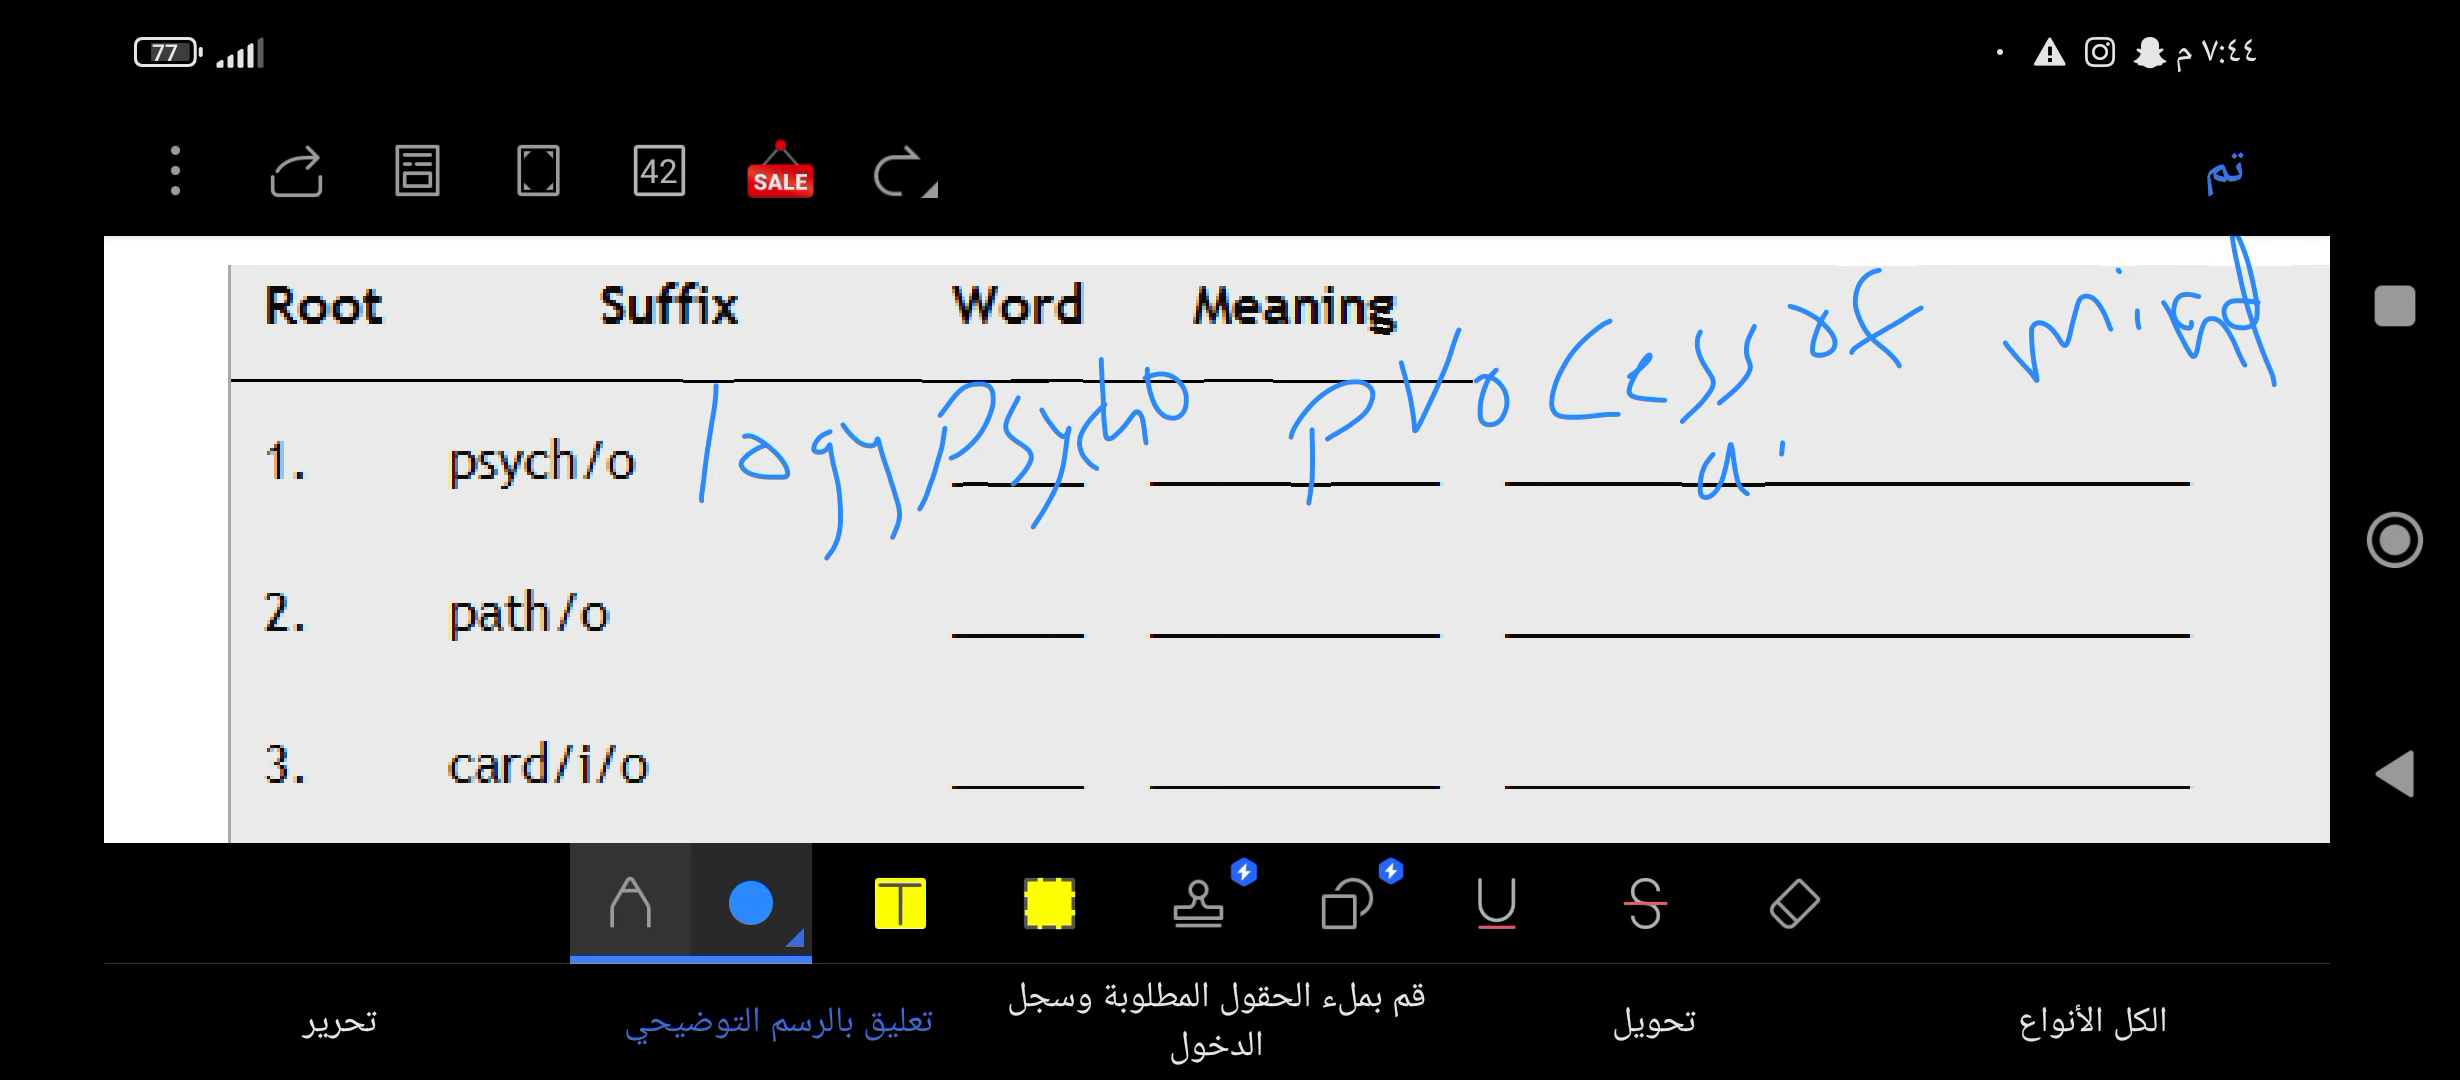 77 م ٧:٤٤
42 SALE تم
Root Suffix Word Meaning
process of mind
1. psych/o logy Psycho
a
2. path/o
3. card/i/o
T U S
الكل الأنواع تحويل قم بملء الحقول المطلوبة وسجل الدخول تعليق بالرسم التوضيحي تحرير